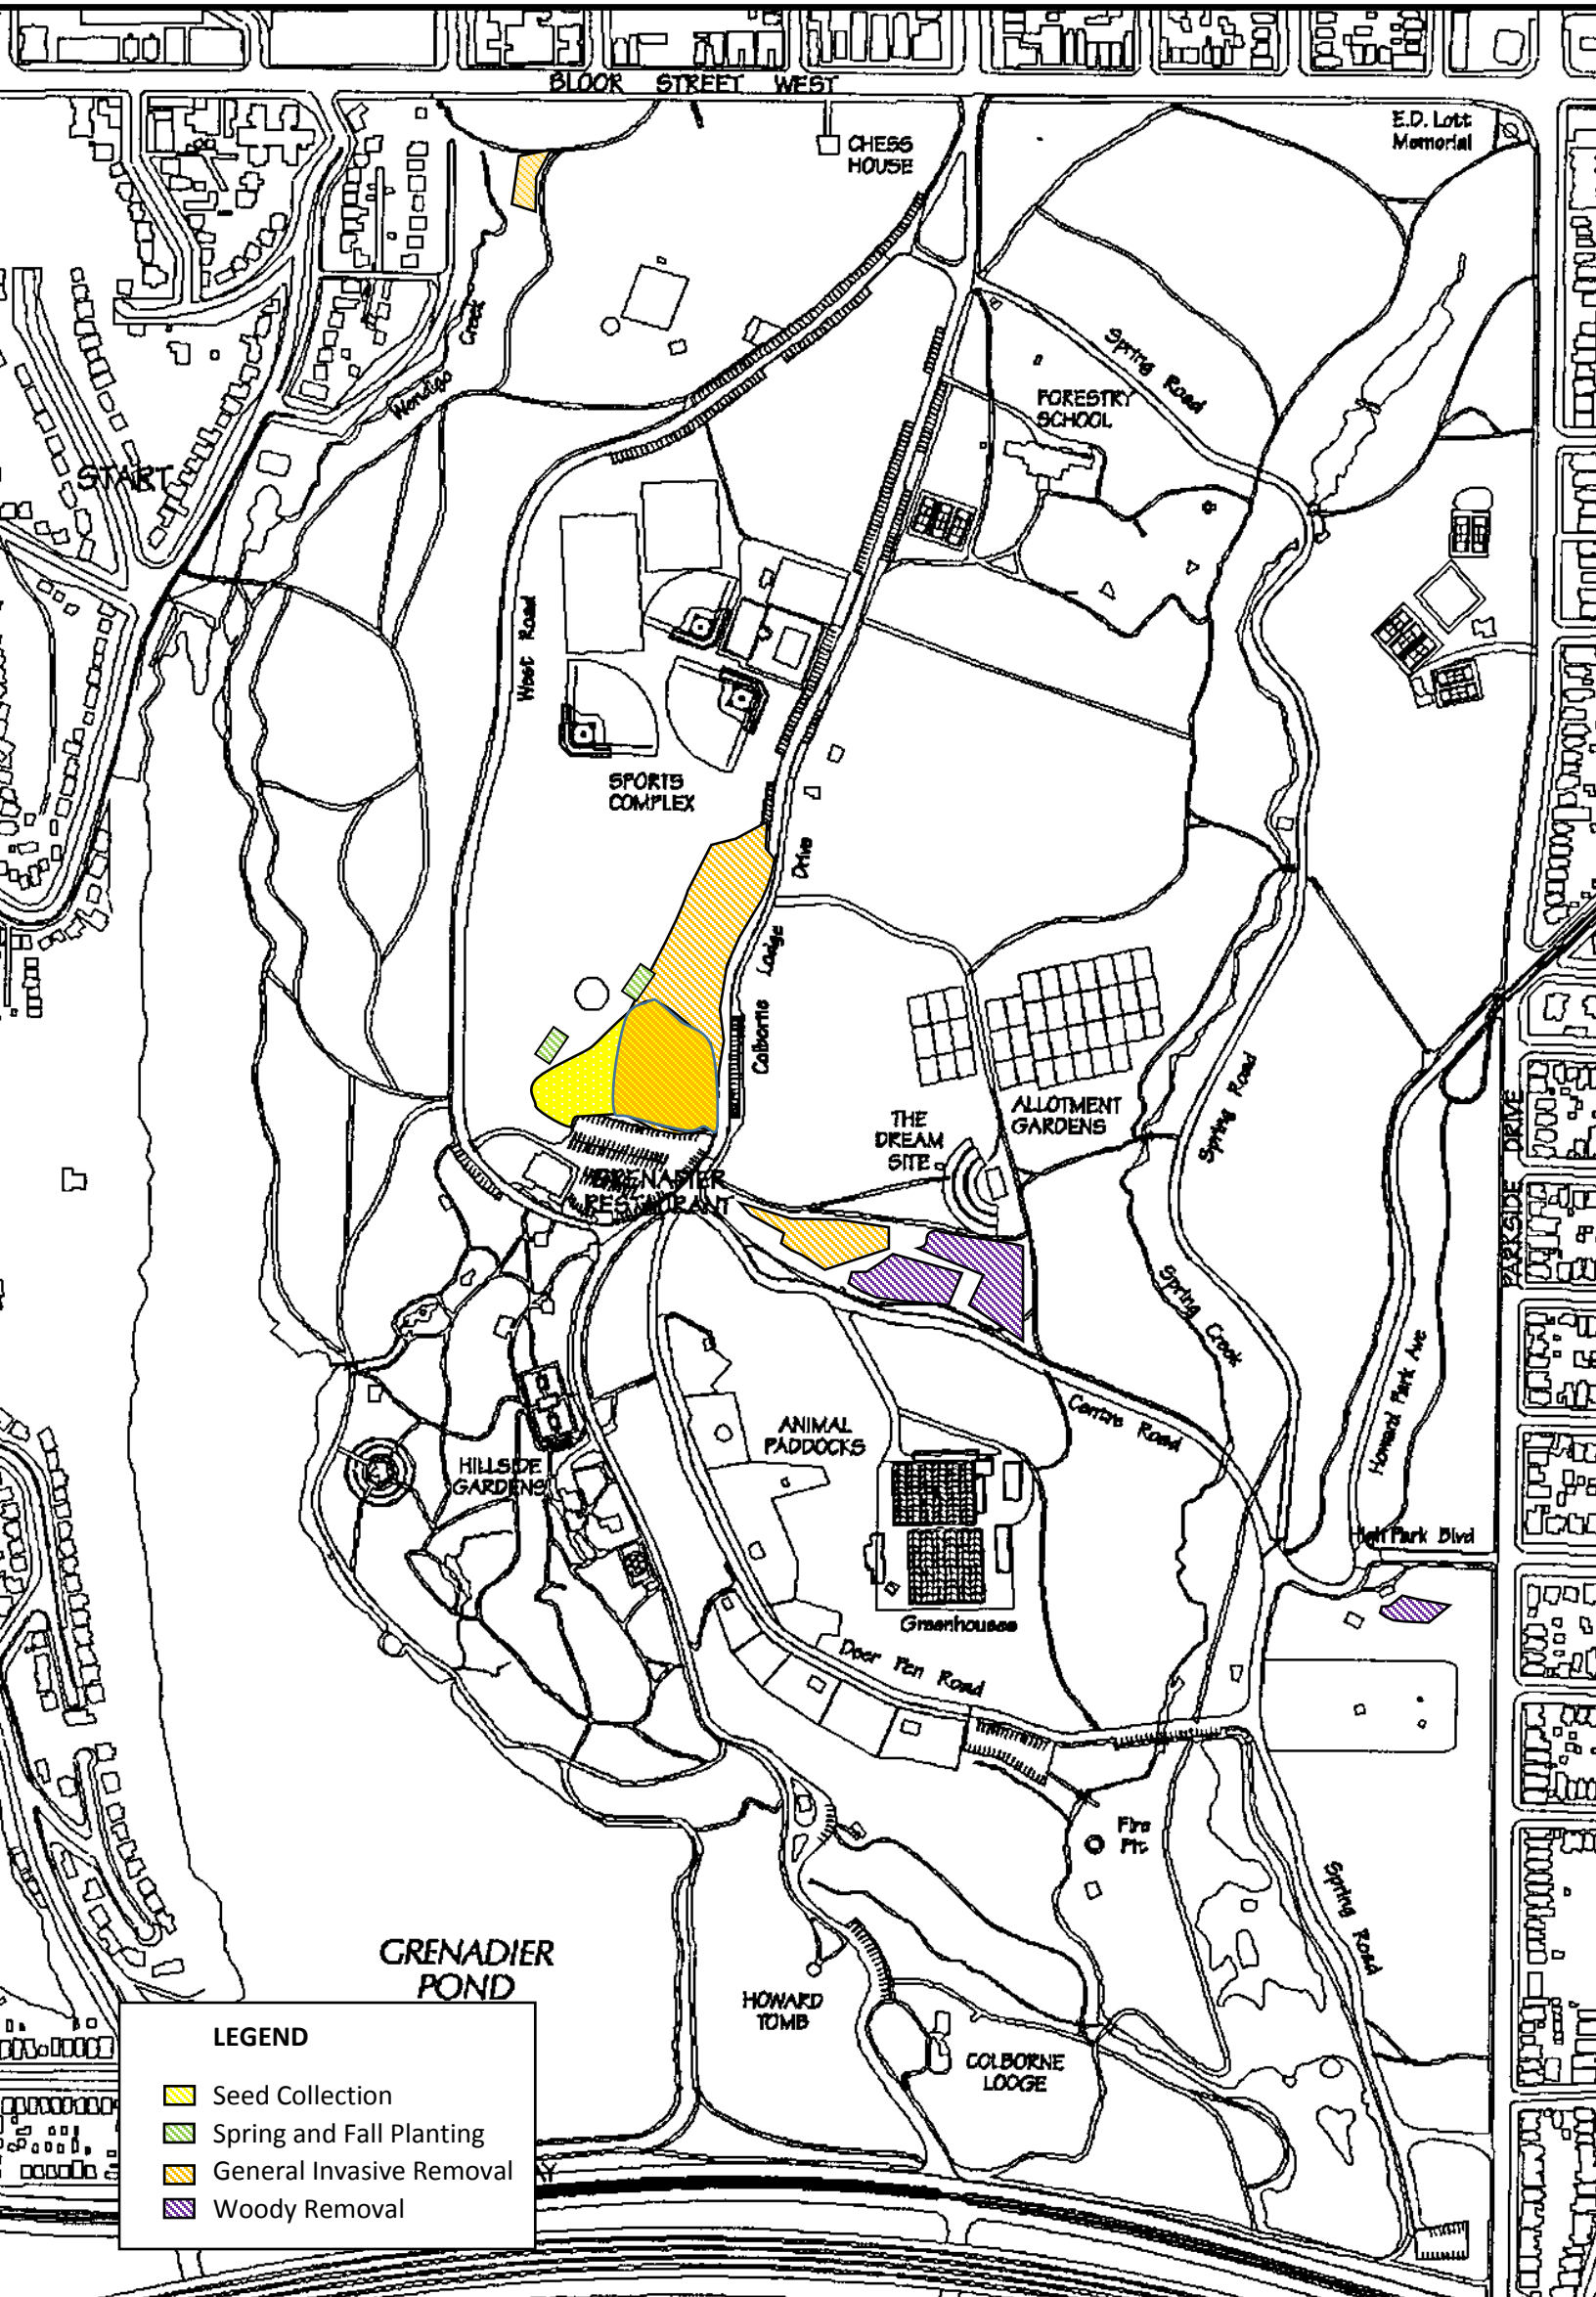 BLOOR STREET WEST
CHESS
HOUSE
E.D. Lott
Memorial
Wendigo
Creek
Spring Road
FORESTRY
SCHOOL
START
West Road
SPORTS
COMPLEX
Colborne Lodge Drive
Spring Road
THE
DREAM
SITE
ALLOTMENT
GARDENS
PARKSIDE DRIVE
GRENADIER
RESTAURANT
Spring Creek
Howard Park Ave
Centre Road
ANIMAL
PADDOCKS
HILLSIDE
GARDENS
High Park Blvd
Greenhouses
Deer Pen Road
Fire
Pit
Spring Road
GRENADIER
POND
HOWARD
TOMB
COLBORNE
LODGE
LEGEND
Seed Collection
Spring and Fall Planting
General Invasive Removal
Woody Removal